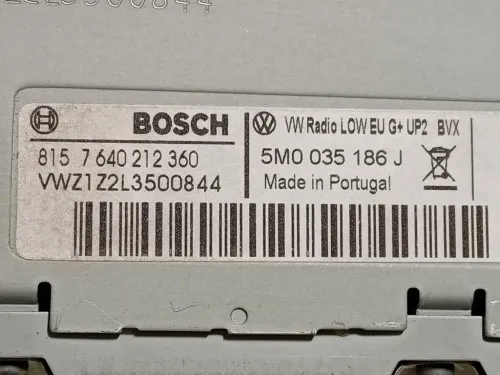 Z2L3500844
BOSCH
VW Radio LOW EU G+ UP2 BVX
815 7 640 212 360
5M0 035 186 J
VWZ1Z2L3500844
Made in Portugal